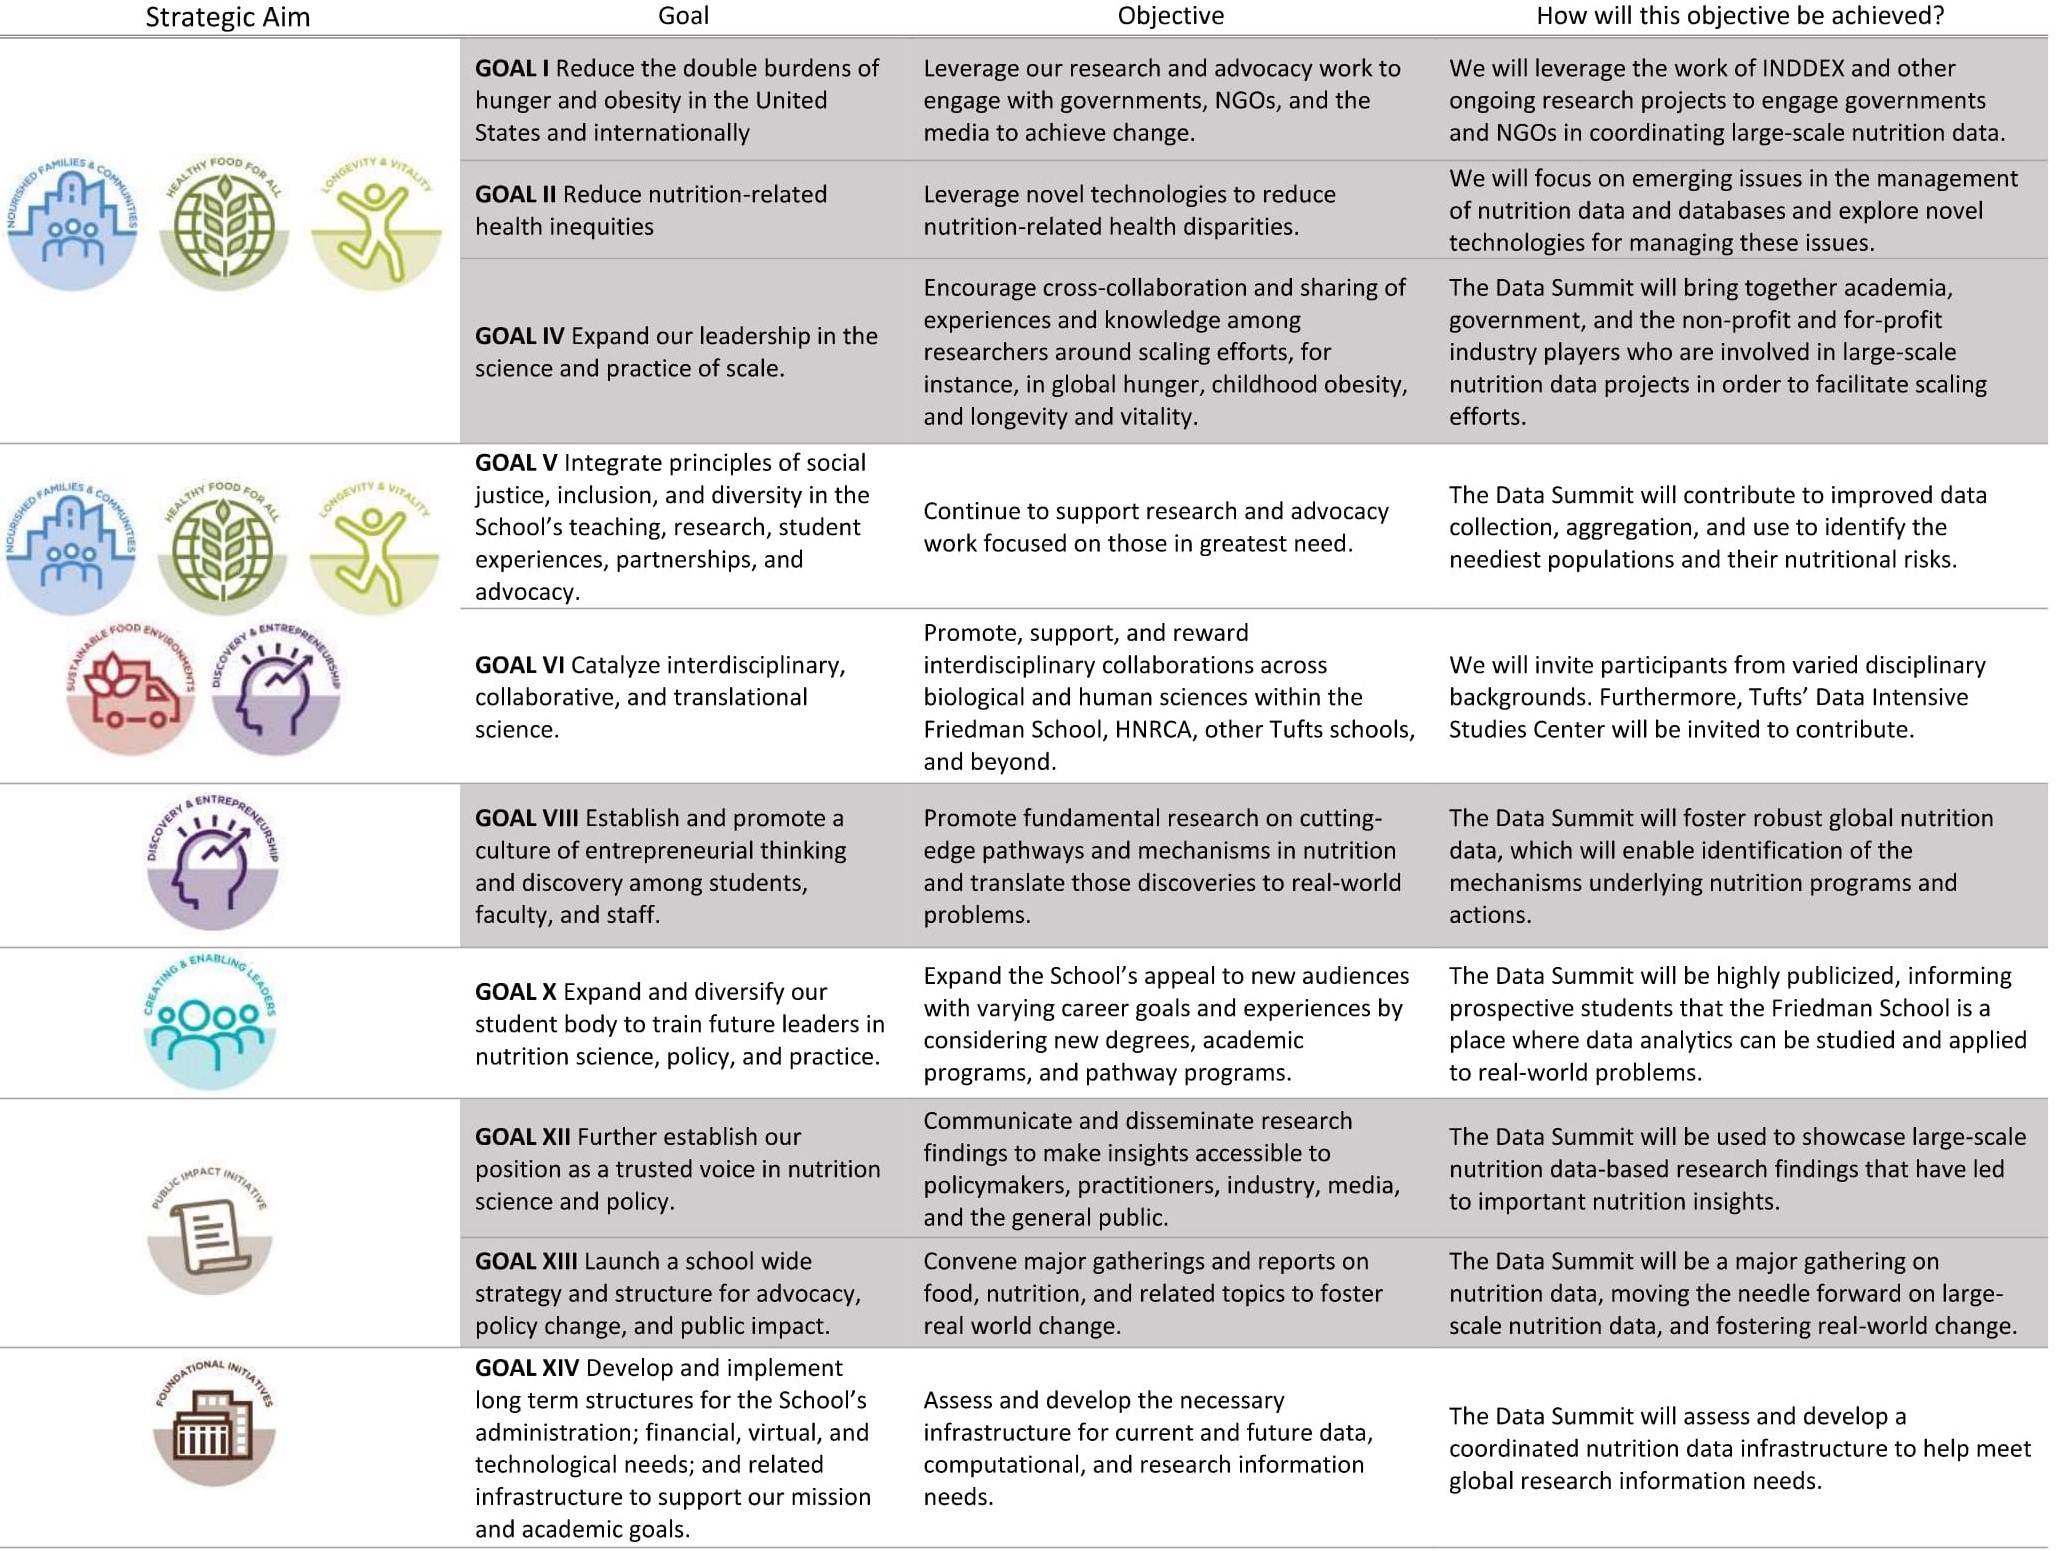 Strategic Aim
Goal
Objective
How will this objective be achieved?
NOURISHED FAMILIES & COMMUNITIES
HEALTHY FOOD FOR ALL
LONGEVITY & VITALITY
GOAL I Reduce the double burdens of
hunger and obesity in the United
States and internationally
Leverage our research and advocacy work to
engage with governments, NGOs, and the
media to achieve change.
We will leverage the work of INDDEX and other
ongoing research projects to engage governments
and NGOs in coordinating large-scale nutrition data.
GOAL II Reduce nutrition-related
health inequities
Leverage novel technologies to reduce
nutrition-related health disparities.
We will focus on emerging issues in the management
of nutrition data and databases and explore novel
technologies for managing these issues.
GOAL IV Expand our leadership in the
science and practice of scale.
Encourage cross-collaboration and sharing of
experiences and knowledge among
researchers around scaling efforts, for
instance, in global hunger, childhood obesity,
and longevity and vitality.
The Data Summit will bring together academia,
government, and the non-profit and for-profit
industry players who are involved in large-scale
nutrition data projects in order to facilitate scaling
efforts.
NOURISHED FAMILIES & COMMUNITIES
HEALTHY FOOD FOR ALL
LONGEVITY & VITALITY
SUSTAINABLE FOOD ENVIRONMENTS
DISCOVERY & ENTREPRENEURSHIP
GOAL V Integrate principles of social
justice, inclusion, and diversity in the
School's teaching, research, student
experiences, partnerships, and
advocacy.
Continue to support research and advocacy
work focused on those in greatest need.
The Data Summit will contribute to improved data
collection, aggregation, and use to identify the
neediest populations and their nutritional risks.
GOAL VI Catalyze interdisciplinary,
collaborative, and translational
science.
Promote, support, and reward
interdisciplinary collaborations across
biological and human sciences within the
Friedman School, HNRCA, other Tufts schools,
and beyond.
We will invite participants from varied disciplinary
backgrounds. Furthermore, Tufts' Data Intensive
Studies Center will be invited to contribute.
DISCOVERY & ENTREPRENEURSHIP
GOAL VIII Establish and promote a
culture of entrepreneurial thinking
and discovery among students,
faculty, and staff.
Promote fundamental research on cutting-
edge pathways and mechanisms in nutrition
and translate those discoveries to real-world
problems.
The Data Summit will foster robust global nutrition
data, which will enable identification of the
mechanisms underlying nutrition programs and
actions.
CREATING & ENABLING LEADERS
GOAL X Expand and diversify our
student body to train future leaders in
nutrition science, policy, and practice.
Expand the School's appeal to new audiences
with varying career goals and experiences by
considering new degrees, academic
programs, and pathway programs.
The Data Summit will be highly publicized, informing
prospective students that the Friedman School is a
place where data analytics can be studied and applied
to real-world problems.
PUBLIC IMPACT INITIATIVE
GOAL XII Further establish our
position as a trusted voice in nutrition
science and policy.
Communicate and disseminate research
findings to make insights accessible to
policymakers, practitioners, industry, media,
and the general public.
The Data Summit will be used to showcase large-scale
nutrition data-based research findings that have led
to important nutrition insights.
GOAL XIII Launch a school wide
strategy and structure for advocacy,
policy change, and public impact.
Convene major gatherings and reports on
food, nutrition, and related topics to foster
real world change.
The Data Summit will be a major gathering on
nutrition data, moving the needle forward on large-
scale nutrition data, and fostering real-world change.
FOUNDATIONAL INITIATIVES
GOAL XIV Develop and implement
long term structures for the School's
administration; financial, virtual, and
technological needs; and related
infrastructure to support our mission
and academic goals.
Assess and develop the necessary
infrastructure for current and future data,
computational, and research information
needs.
The Data Summit will assess and develop a
coordinated nutrition data infrastructure to help meet
global research information needs.